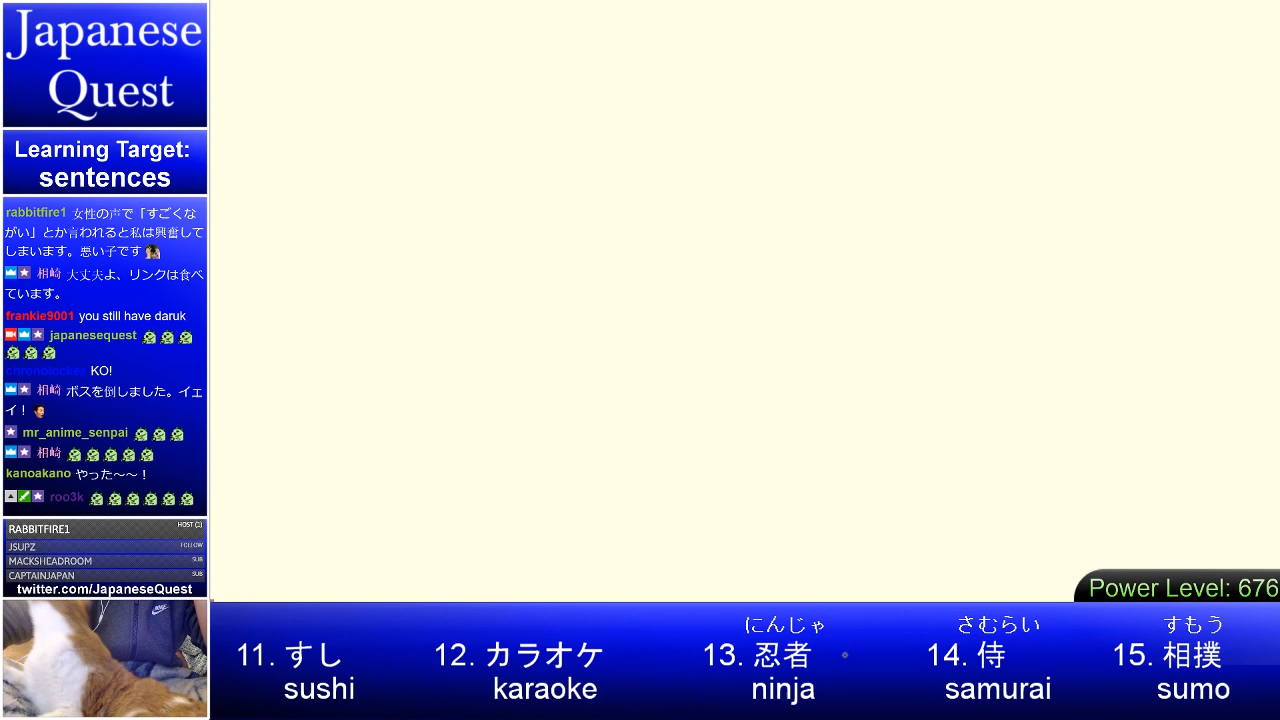 Japanese
Quest
Learning Target:
sentences
rabbitfire1 女性の声で「すごくな
がい」とか言われると私は興奮して
しまいます。悪い子です
相崎 大丈夫よ、リンクは食べ
ています。
frankie9001 you still have daruk
japanesequest
chronolockea KO!
相崎 ボスを倒しました。イェ
イ！
mr_anime_senpai
相崎
kanoakano やった～～！
roo3k
RABBITFIRE1 HOST (1)
JSUPZ FOLLOW
MACKSHEADROOM SUB
CAPTAINJAPAN SUB
twitter.com/JapaneseQuest
Power Level: 676
にんじゃ さむらい すもう
11. すし 12. カラオケ 13. 忍者 14. 侍 15. 相撲
sushi karaoke ninja samurai sumo